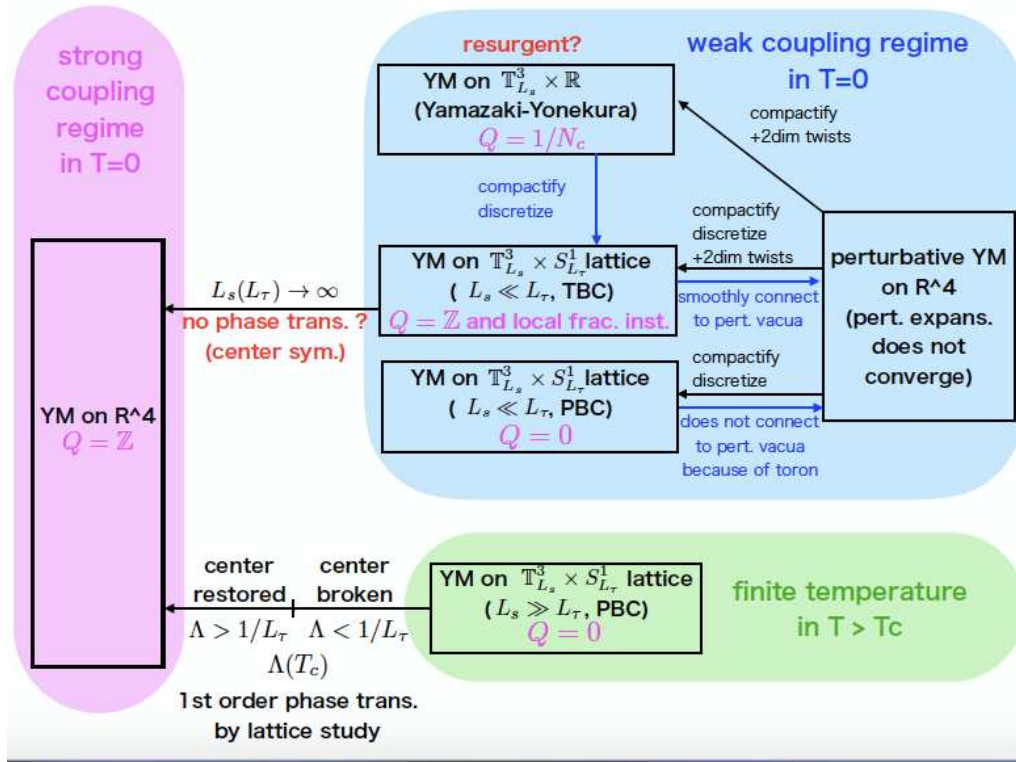 strong
coupling
regime
in T=0
YM on R^4
Q = ℤ
resurgent?
weak coupling regime
in T=0
YM on 𝕋³_{L_s} × ℝ
(Yamazaki-Yonekura)
Q = 1/N_c
compactify
+2dim twists
compactify
discretize
YM on 𝕋³_{L_s} × S¹_{L_τ} lattice
( L_s ≪ L_τ, TBC)
Q = ℤ and local frac. inst.
compactify
discretize
+2dim twists
smoothly connect
to pert. vacua
perturbative YM
on R^4
(pert. expans.
does not
converge)
L_s(L_τ) → ∞
no phase trans. ?
(center sym.)
YM on 𝕋³_{L_s} × S¹_{L_τ} lattice
( L_s ≪ L_τ, PBC)
Q = 0
compactify
discretize
does not connect
to pert. vacua
because of toron
center
restored
center
broken
Λ > 1/L_τ
Λ < 1/L_τ
Λ(T_c)
1st order phase trans.
by lattice study
YM on 𝕋³_{L_s} × S¹_{L_τ} lattice
( L_s ≫ L_τ, PBC)
Q = 0
finite temperature
in T > Tc